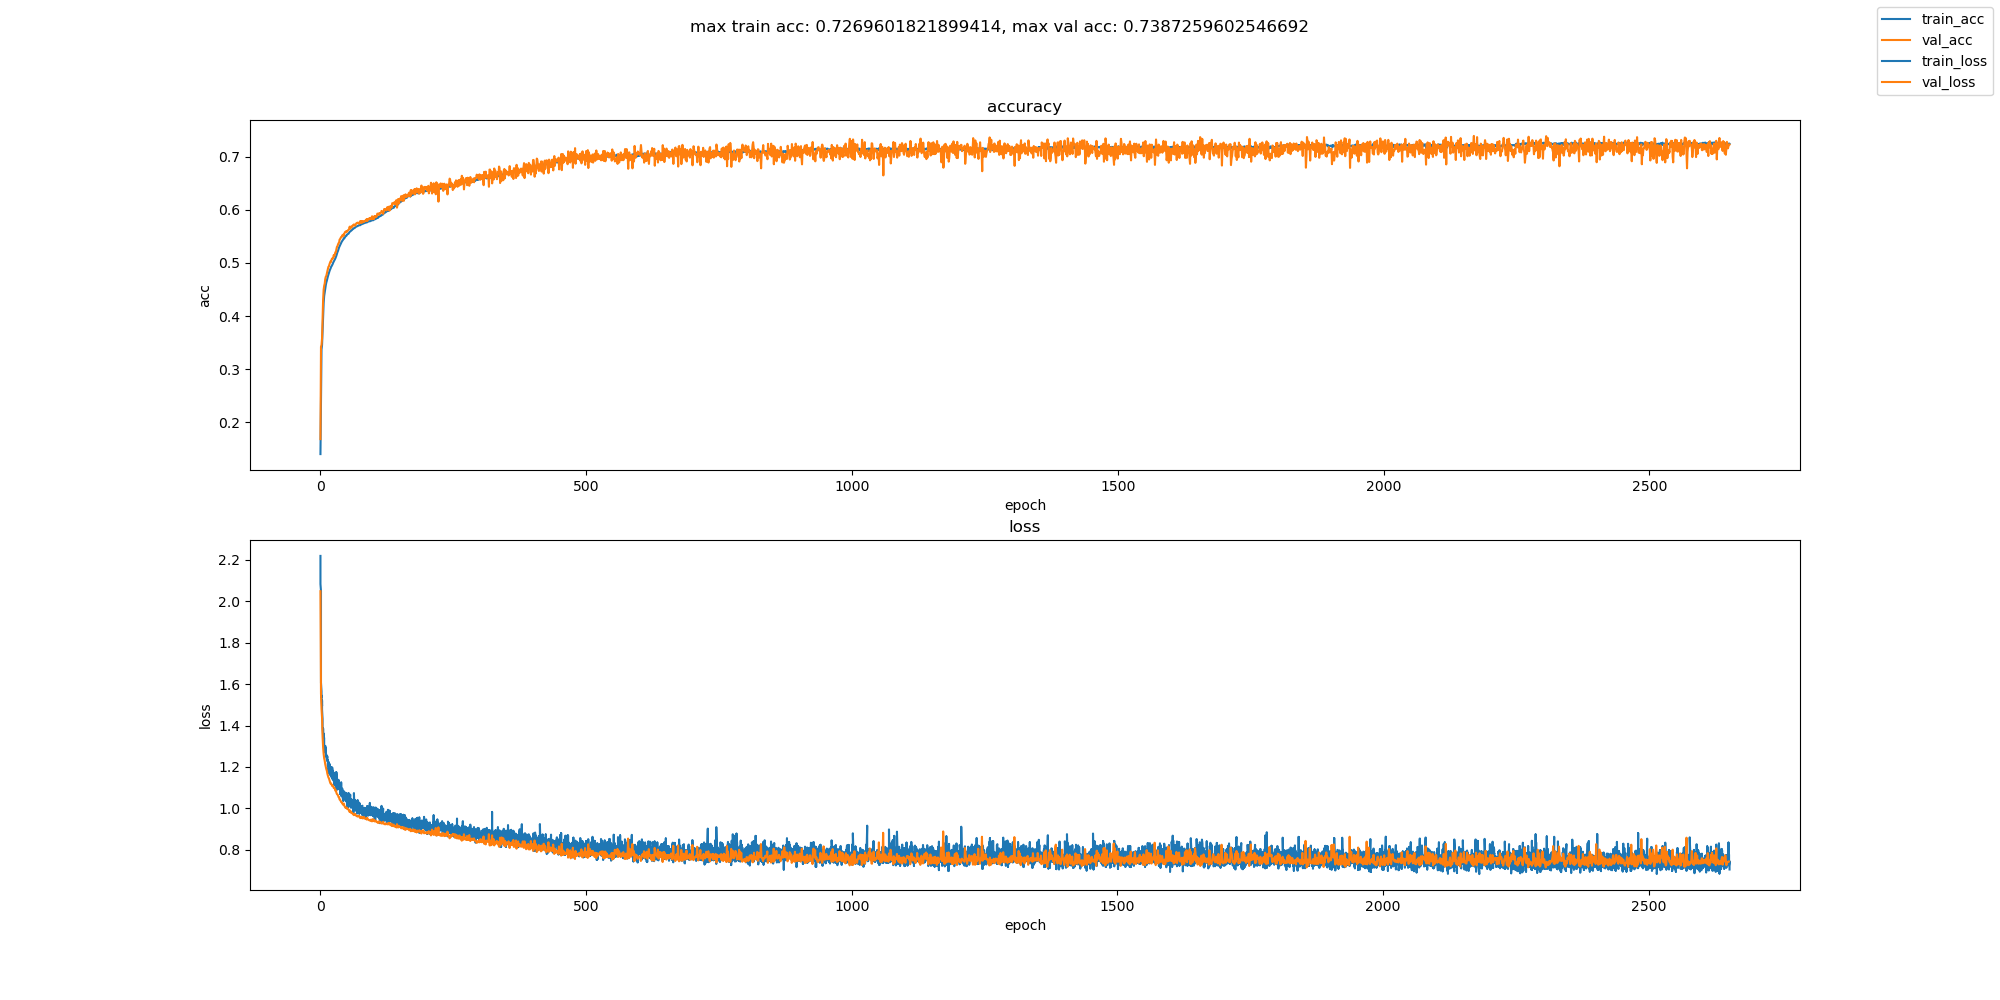 max train acc: 0.7269601821899414, max val acc: 0.7387259602546692
train_acc
val_acc
train_loss
val_loss
accuracy
0.7
0.6
0.5
0.4
0.3
0.2
acc
0 500 1000 1500 2000 2500
epoch
loss
2.2
2.0
1.8
1.6
1.4
1.2
1.0
0.8
loss
0 500 1000 1500 2000 2500
epoch